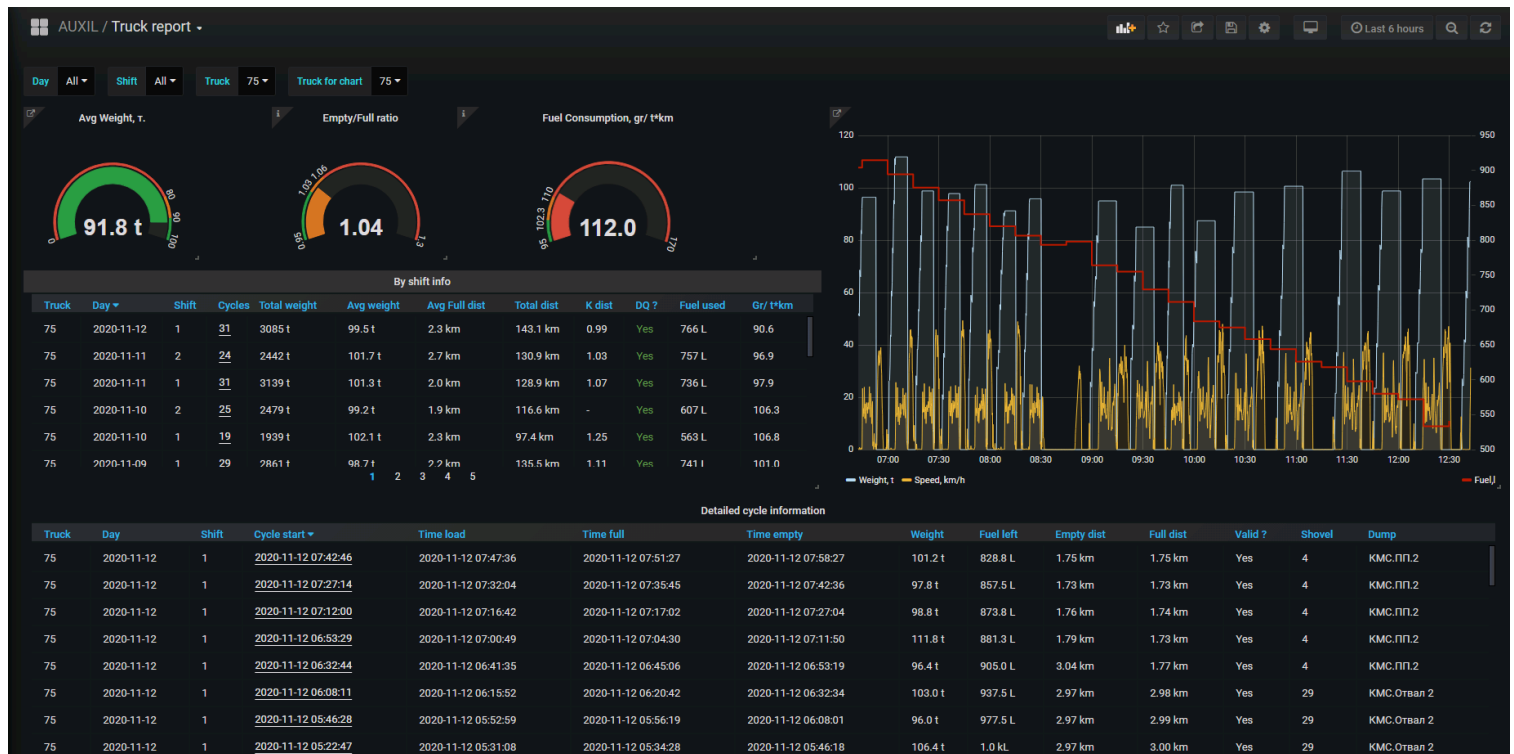 AUXIL / Truck report
Last 6 hours
Day All Shift All Truck 75 Truck for chart 75
Avg Weight, т.
0 80 90 100
91.8 t
Empty/Full ratio
0.95 1.03 1.06 1.3
1.04
Fuel Consumption, gr/ t*km
95 102.3 110 170
112.0
By shift info
Truck Day Shift Cycles Total weight Avg weight Avg Full dist Total dist K dist DQ ? Fuel used Gr/ t*km
75 2020-11-12 1 31 3085 t 99.5 t 2.3 km 143.1 km 0.99 Yes 766 L 90.6
75 2020-11-11 2 24 2442 t 101.7 t 2.7 km 130.9 km 1.03 Yes 757 L 96.9
75 2020-11-11 1 31 3139 t 101.3 t 2.0 km 128.9 km 1.07 Yes 736 L 97.9
75 2020-11-10 2 25 2479 t 99.2 t 1.9 km 116.6 km - Yes 607 L 106.3
75 2020-11-10 1 19 1939 t 102.1 t 2.3 km 97.4 km 1.25 Yes 563 L 106.8
75 2020-11-09 1 29 2861 t 98.7 t 2.2 km 135.5 km 1.11 Yes 741 L 101.0
1 2 3 4 5
120 950
900
100
850
80 800
750
60
700
40 650
600
20
550
0 500
07:00 07:30 08:00 08:30 09:00 09:30 10:00 10:30 11:00 11:30 12:00 12:30
Weight, t Speed, km/h Fuel,l
Detailed cycle information
Truck Day Shift Cycle start Time load Time full Time empty Weight Fuel left Empty dist Full dist Valid ? Shovel Dump
75 2020-11-12 1 2020-11-12 07:42:46 2020-11-12 07:47:36 2020-11-12 07:51:27 2020-11-12 07:58:27 101.2 t 828.8 L 1.75 km 1.75 km Yes 4 КМС.ПП.2
75 2020-11-12 1 2020-11-12 07:27:14 2020-11-12 07:32:04 2020-11-12 07:35:45 2020-11-12 07:42:36 97.8 t 857.5 L 1.73 km 1.73 km Yes 4 КМС.ПП.2
75 2020-11-12 1 2020-11-12 07:12:00 2020-11-12 07:16:42 2020-11-12 07:17:02 2020-11-12 07:27:04 98.8 t 873.8 L 1.76 km 1.74 km Yes 4 КМС.ПП.2
75 2020-11-12 1 2020-11-12 06:53:29 2020-11-12 07:00:49 2020-11-12 07:04:30 2020-11-12 07:11:50 111.8 t 881.3 L 1.79 km 1.73 km Yes 4 КМС.ПП.2
75 2020-11-12 1 2020-11-12 06:32:44 2020-11-12 06:41:35 2020-11-12 06:45:06 2020-11-12 06:53:19 96.4 t 905.0 L 3.04 km 1.77 km Yes 4 КМС.ПП.2
75 2020-11-12 1 2020-11-12 06:08:11 2020-11-12 06:15:52 2020-11-12 06:20:42 2020-11-12 06:32:34 103.0 t 937.5 L 2.97 km 2.98 km Yes 29 КМС.Отвал 2
75 2020-11-12 1 2020-11-12 05:46:28 2020-11-12 05:52:59 2020-11-12 05:56:19 2020-11-12 06:08:01 96.0 t 977.5 L 2.97 km 2.99 km Yes 29 КМС.Отвал 2
75 2020-11-12 1 2020-11-12 05:22:47 2020-11-12 05:31:08 2020-11-12 05:34:28 2020-11-12 05:46:18 106.4 t 1.0 kL 2.97 km 3.00 km Yes 29 КМС.Отвал 2